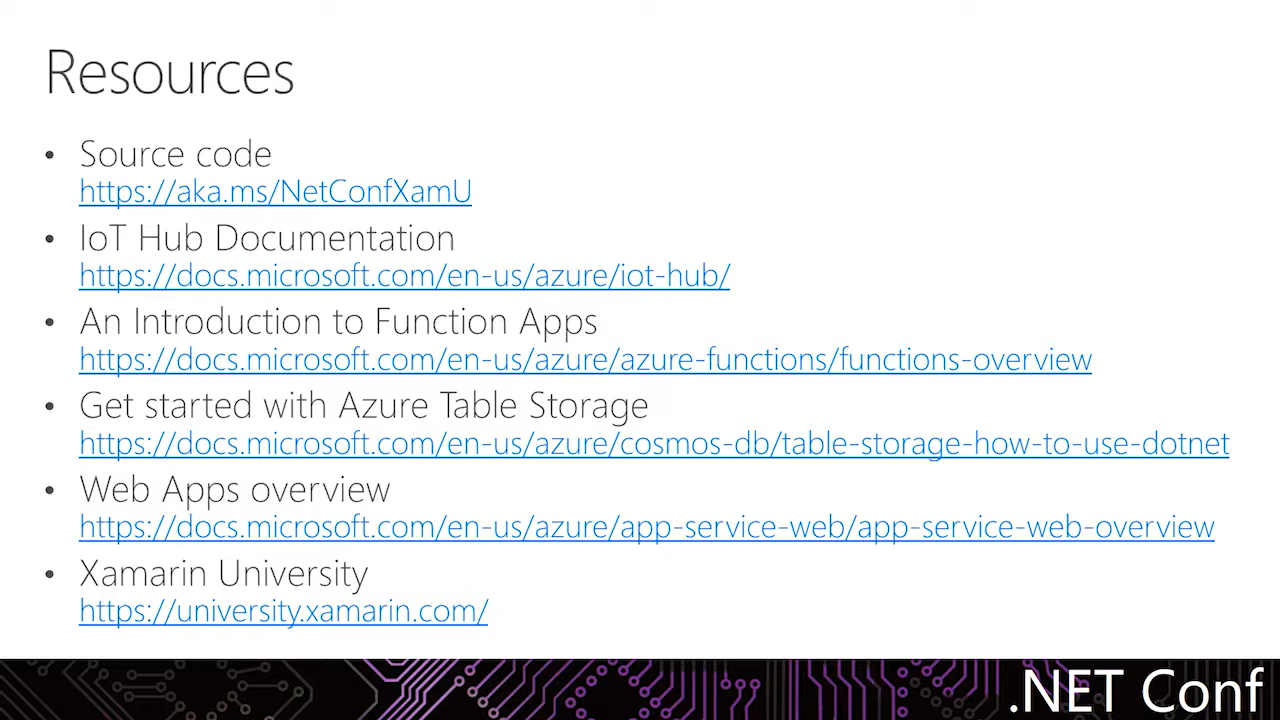 Resources
• Source code
https://aka.ms/NetConfXamU
• IoT Hub Documentation
https://docs.microsoft.com/en-us/azure/iot-hub/
• An Introduction to Function Apps
https://docs.microsoft.com/en-us/azure/azure-functions/functions-overview
• Get started with Azure Table Storage
https://docs.microsoft.com/en-us/azure/cosmos-db/table-storage-how-to-use-dotnet
• Web Apps overview
https://docs.microsoft.com/en-us/azure/app-service-web/app-service-web-overview
• Xamarin University
https://university.xamarin.com/
.NET Conf